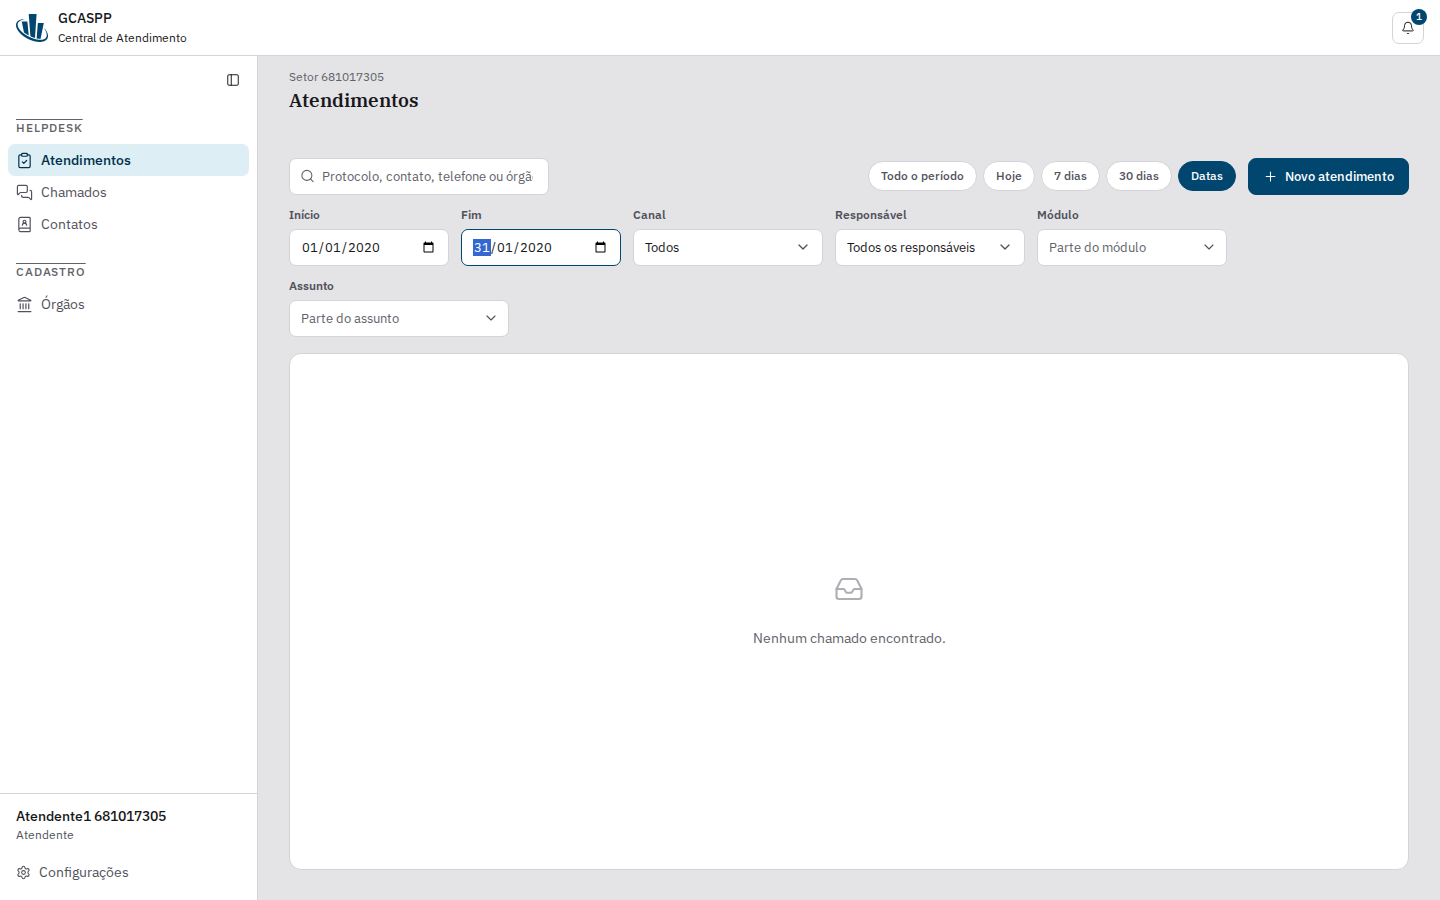 GCASPP
Central de Atendimento
1
HELPDESK
Atendimentos
Chamados
Contatos
CADASTRO
Órgãos
Atendente1 681017305
Atendente
Configurações
Setor 681017305
Atendimentos
Protocolo, contato, telefone ou órgã
Todo o período
Hoje
7 dias
30 dias
Datas
Novo atendimento
Início
Fim
Canal
Responsável
Módulo
01/01/2020
31/01/2020
Todos
Todos os responsáveis
Parte do módulo
Assunto
Parte do assunto
Nenhum chamado encontrado.